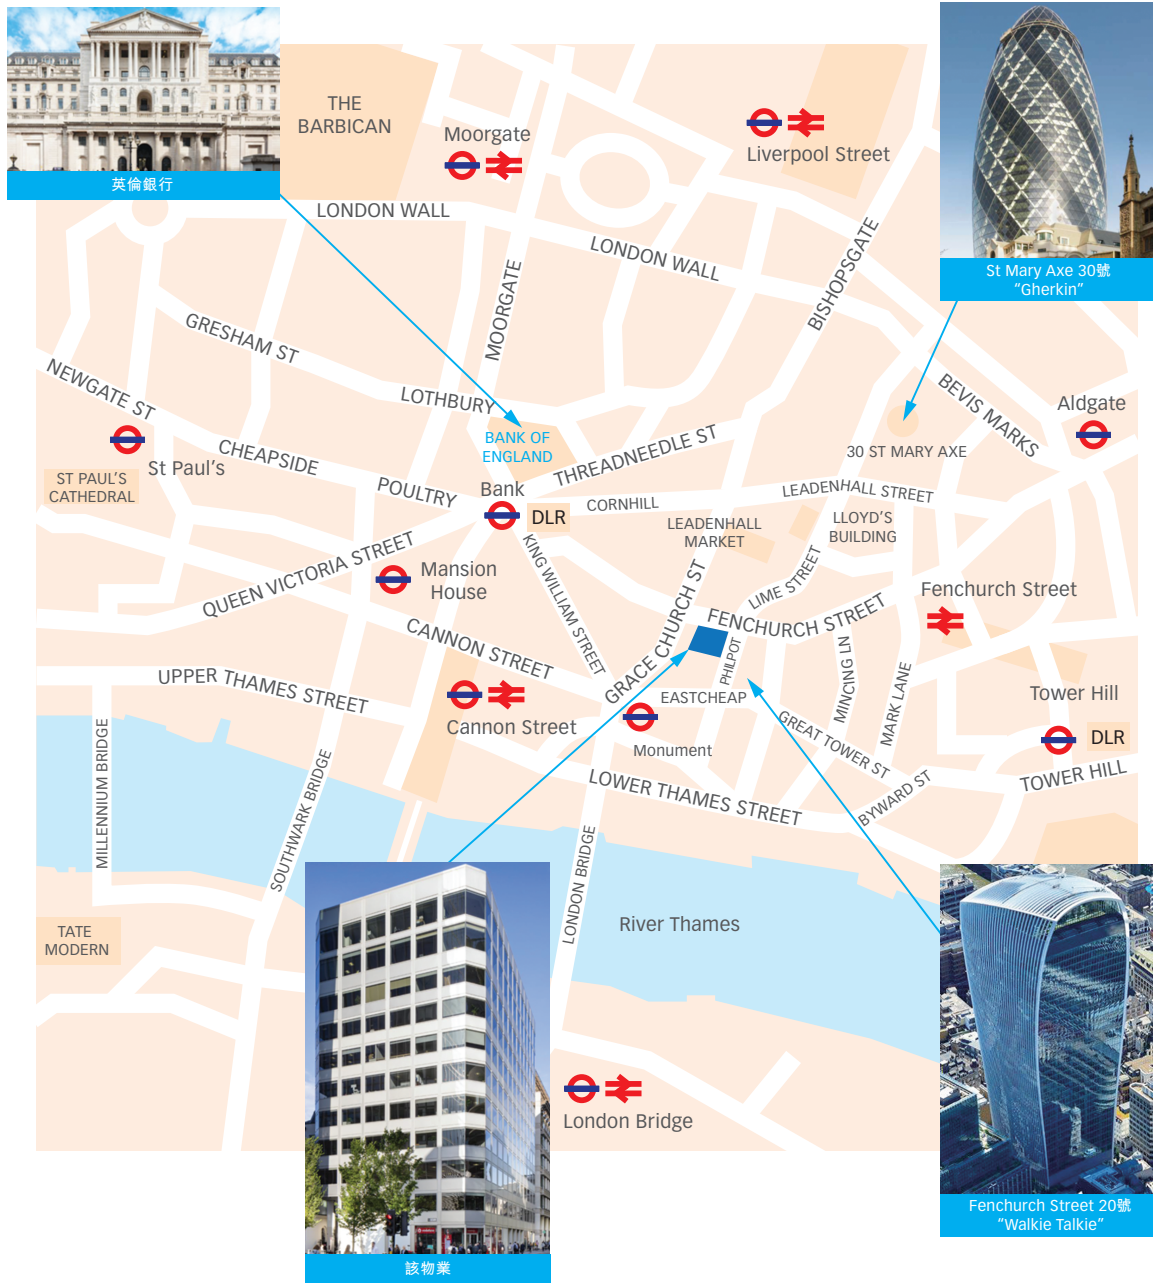 英倫銀行
St Mary Axe 30號
“Gherkin”
THE
BARBICAN
Moorgate
Liverpool Street
LONDON WALL
LONDON WALL
BISHOPSGATE
MOORGATE
GRESHAM ST
NEWGATE ST
LOTHBURY
BEVIS MARKS
Aldgate
BANK OF
ENGLAND
THREADNEEDLE ST
30 ST MARY AXE
CHEAPSIDE
St Paul's
ST PAUL'S
CATHEDRAL
POULTRY
Bank
DLR
CORNHILL
LEADENHALL STREET
LEADENHALL
MARKET
LLOYD'S
BUILDING
QUEEN VICTORIA STREET
Mansion
House
KING WILLIAM STREET
LIME STREET
Fenchurch Street
GRACE CHURCH ST
FENCHURCH STREET
CANNON STREET
PHILPOT
MINCING LN
MARK LANE
UPPER THAMES STREET
EASTCHEAP
Tower Hill
DLR
Cannon Street
Monument
GREAT TOWER ST
MILLENNIUM BRIDGE
SOUTHWARK BRIDGE
LOWER THAMES STREET
BYWARD ST
TOWER HILL
LONDON BRIDGE
River Thames
TATE
MODERN
London Bridge
Fenchurch Street 20號
“Walkie Talkie”
該物業